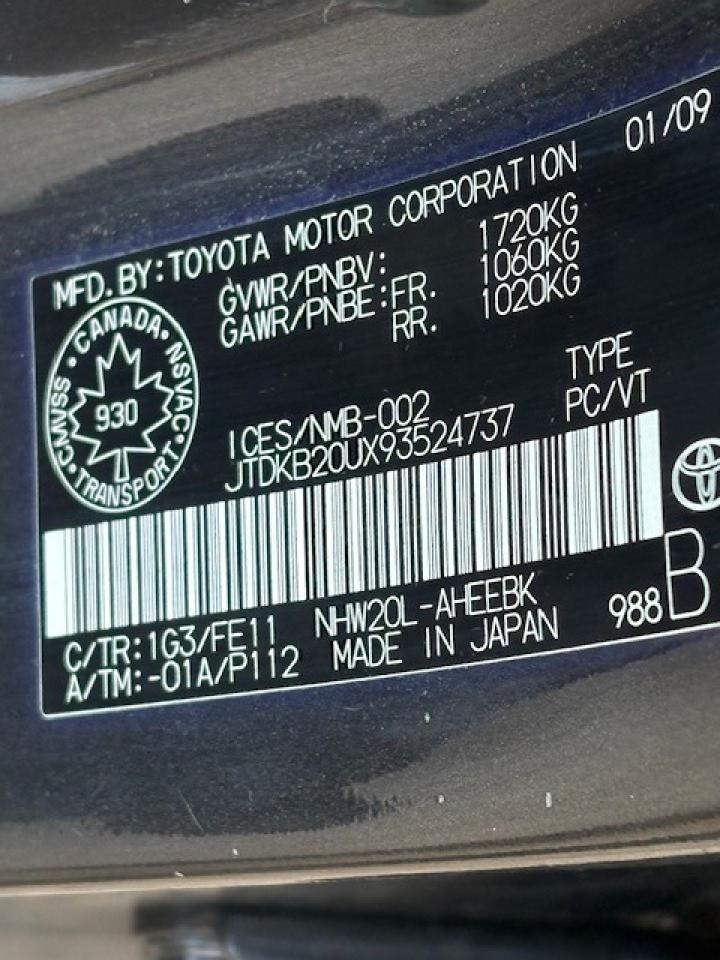 01/09
MFD. BY: TOYOTA MOTOR CORPORATION
GVWR/PNBV: 1720KG
GAWR/PNBE: FR. 1060KG
RR. 1020KG
CANADA • NSVAC • TRANSPORT • CMVSS •
930
TYPE
ICES/NMB-002 PC/VT
JTDKB20UX93524737
C/TR: 1G3/FE11 NHW20L-AHEEBK
A/TM: -01A/P112 MADE IN JAPAN
988 B